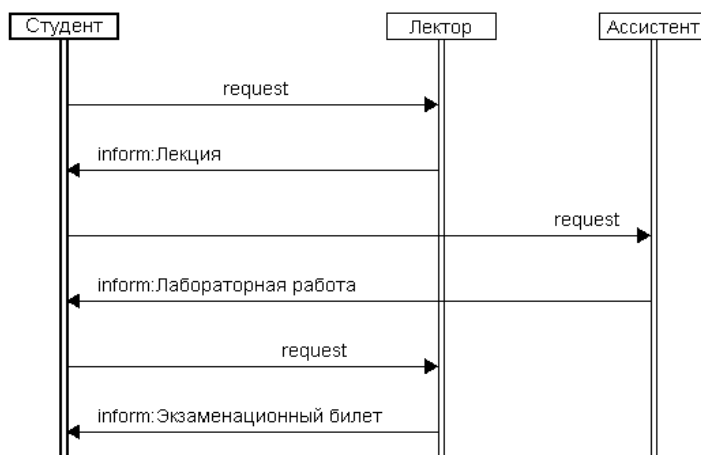 Студент
Лектор
Ассистент
request
inform:Лекция
request
inform:Лабораторная работа
request
inform:Экзаменационный билет